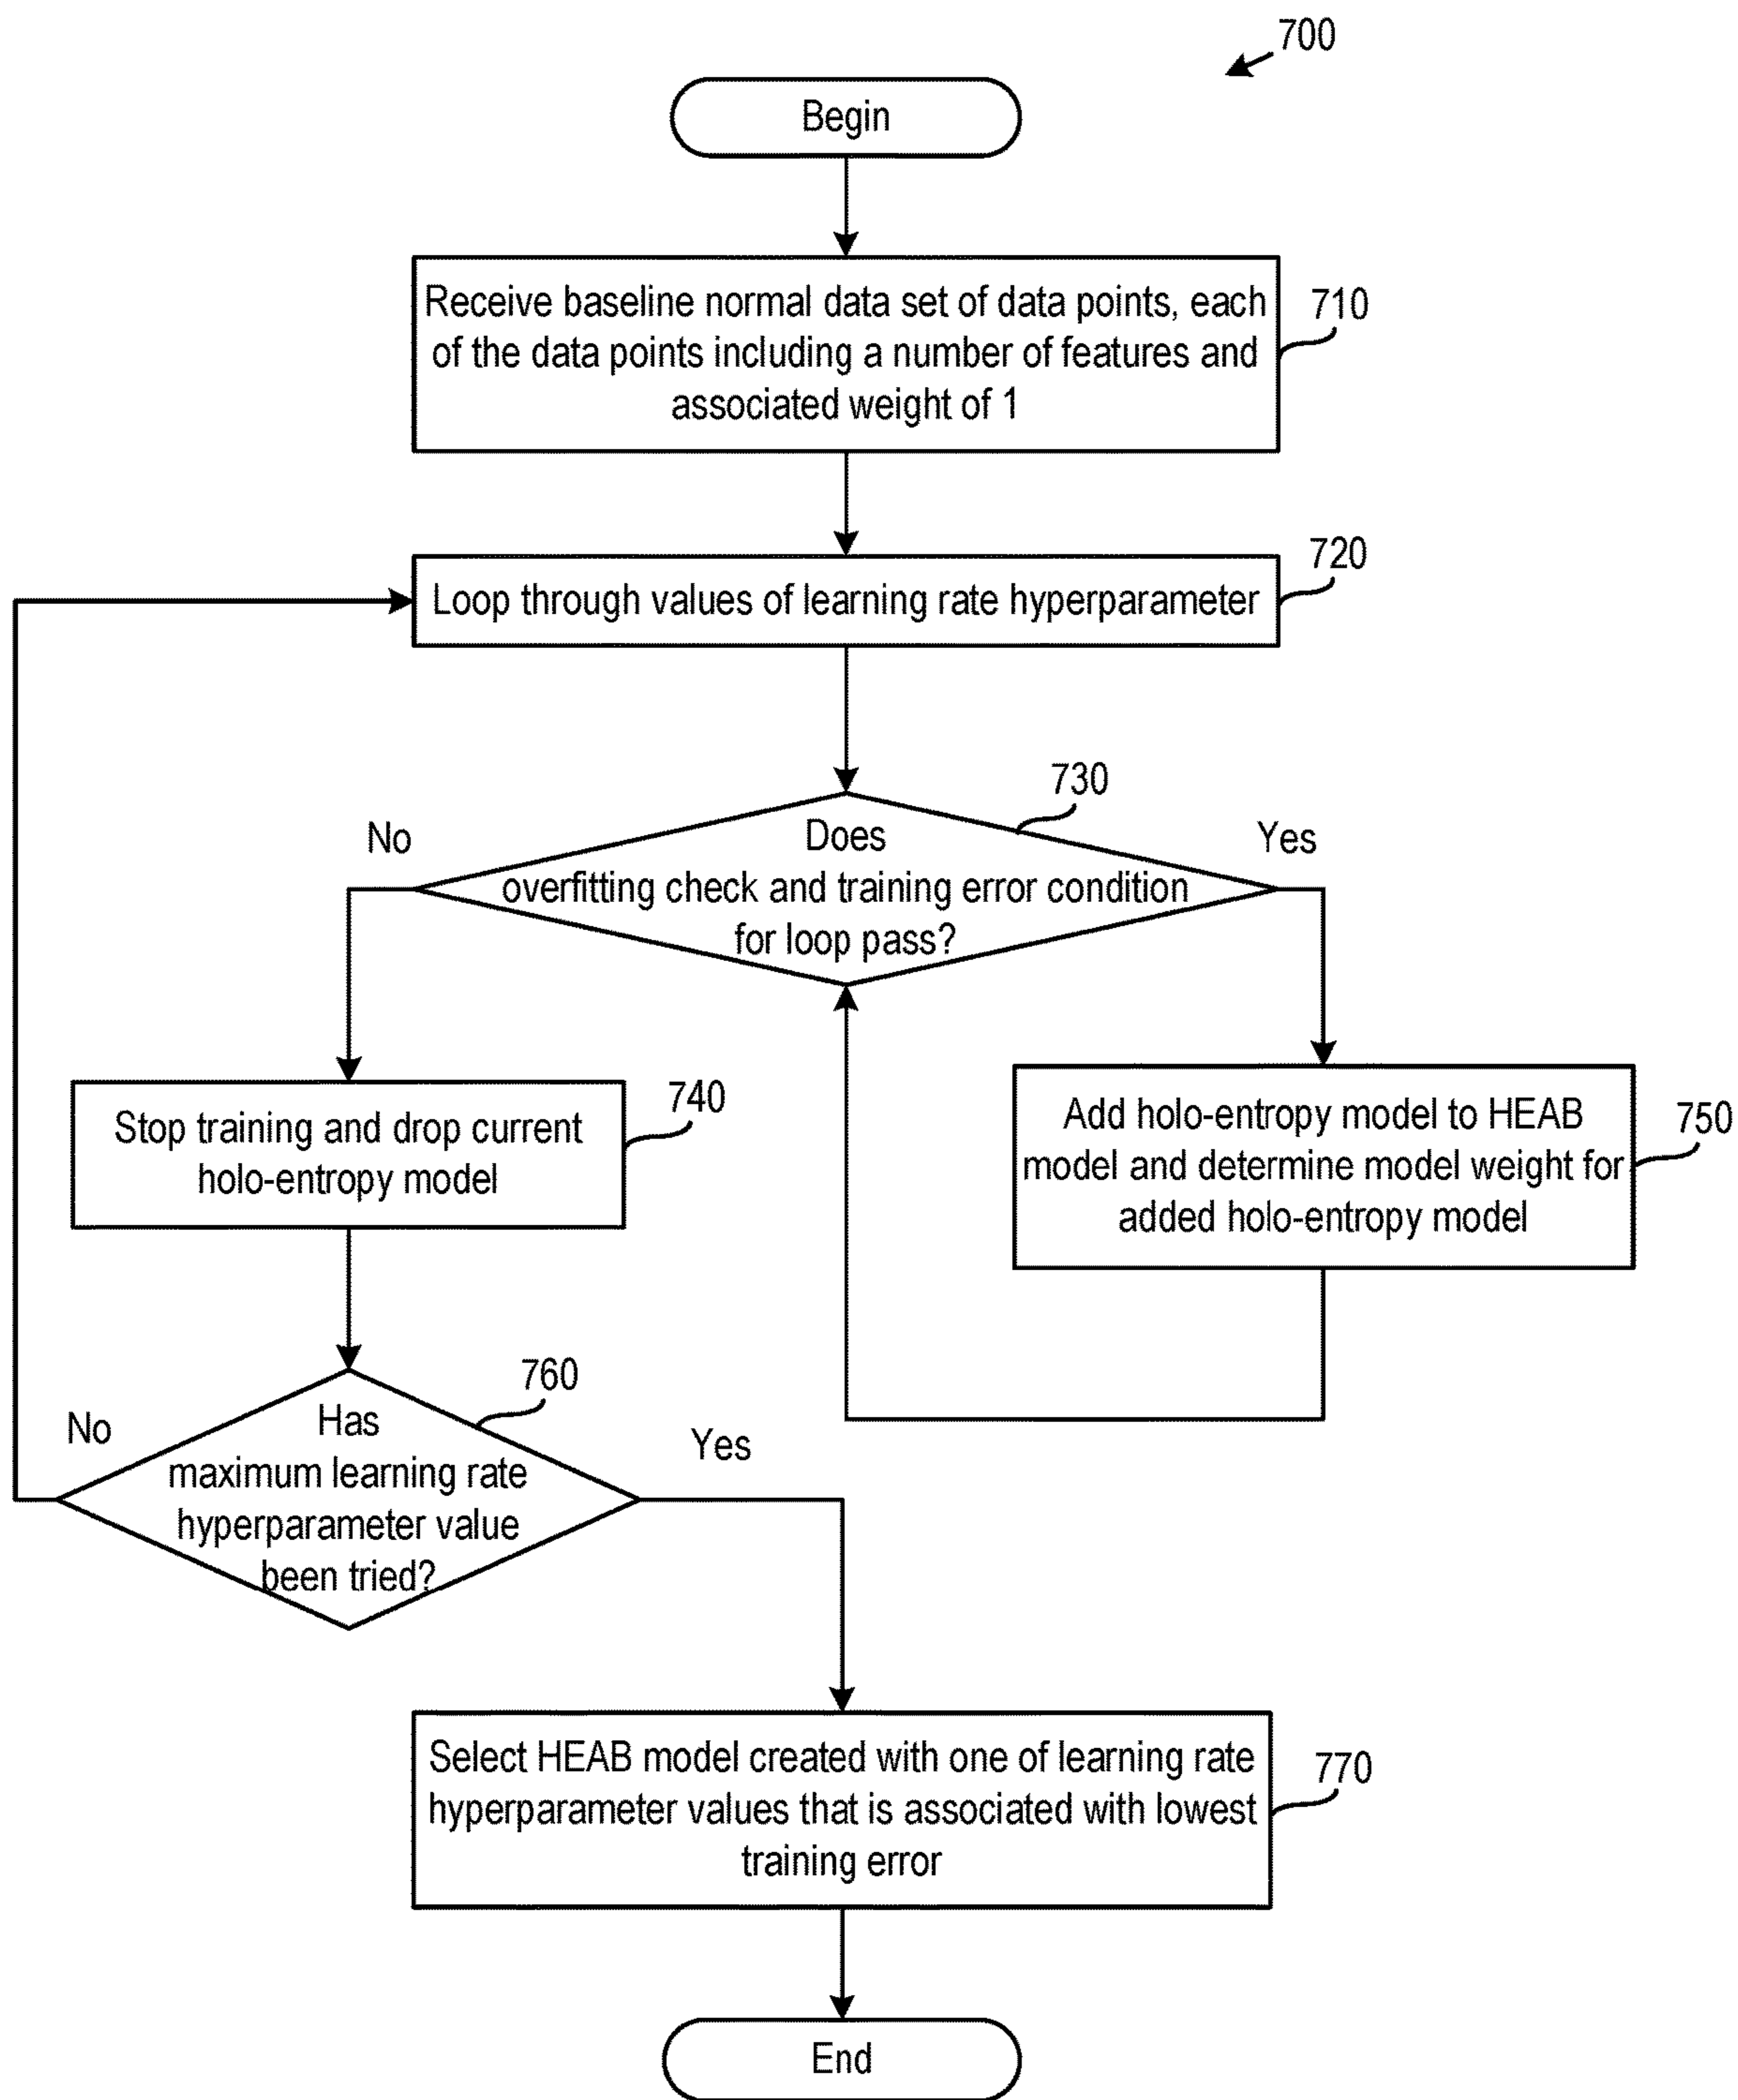 700
Begin
Receive baseline normal data set of data points, each
of the data points including a number of features and
associated weight of 1
710
720
Loop through values of learning rate hyperparameter
730
No
Yes
Does
overfitting check and training error condition
for loop pass?
740
Stop training and drop current
holo-entropy model
Add holo-entropy model to HEAB
model and determine model weight for
added holo-entropy model
750
760
No
Yes
Has
maximum learning rate
hyperparameter value
been tried?
Select HEAB model created with one of learning rate
hyperparameter values that is associated with lowest
training error
770
End